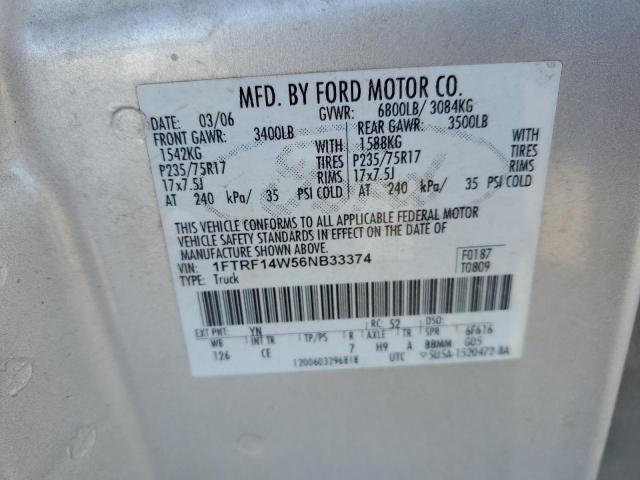 MFD. BY FORD MOTOR CO.
DATE: 03/06 GVWR: 6800LB/ 3084KG
FRONT GAWR: 3400LB REAR GAWR: 3500LB
1542KG WITH 1588KG WITH
P235/75R17 TIRES P235/75R17 TIRES
17x7.5J RIMS 17x7.5J RIMS
AT 240 kPa/ 35 PSI COLD AT 240 kPa/ 35 PSI COLD
THIS VEHICLE CONFORMS TO ALL APPLICABLE FEDERAL MOTOR
VEHICLE SAFETY STANDARDS IN EFFECT ON THE DATE OF
MANUFACTURE SHOWN ABOVE.
VIN: 1FTRF14W56NB33374 F0187
TYPE: Truck T0809
EXT PNT: YN RC: 52 DSO:
WB INT TR TP/PS R AXLE TR SPR 6F616
126 CE 7 H9 A BBMM G05
1200603296818 UTC 5U5A-1520472-BA